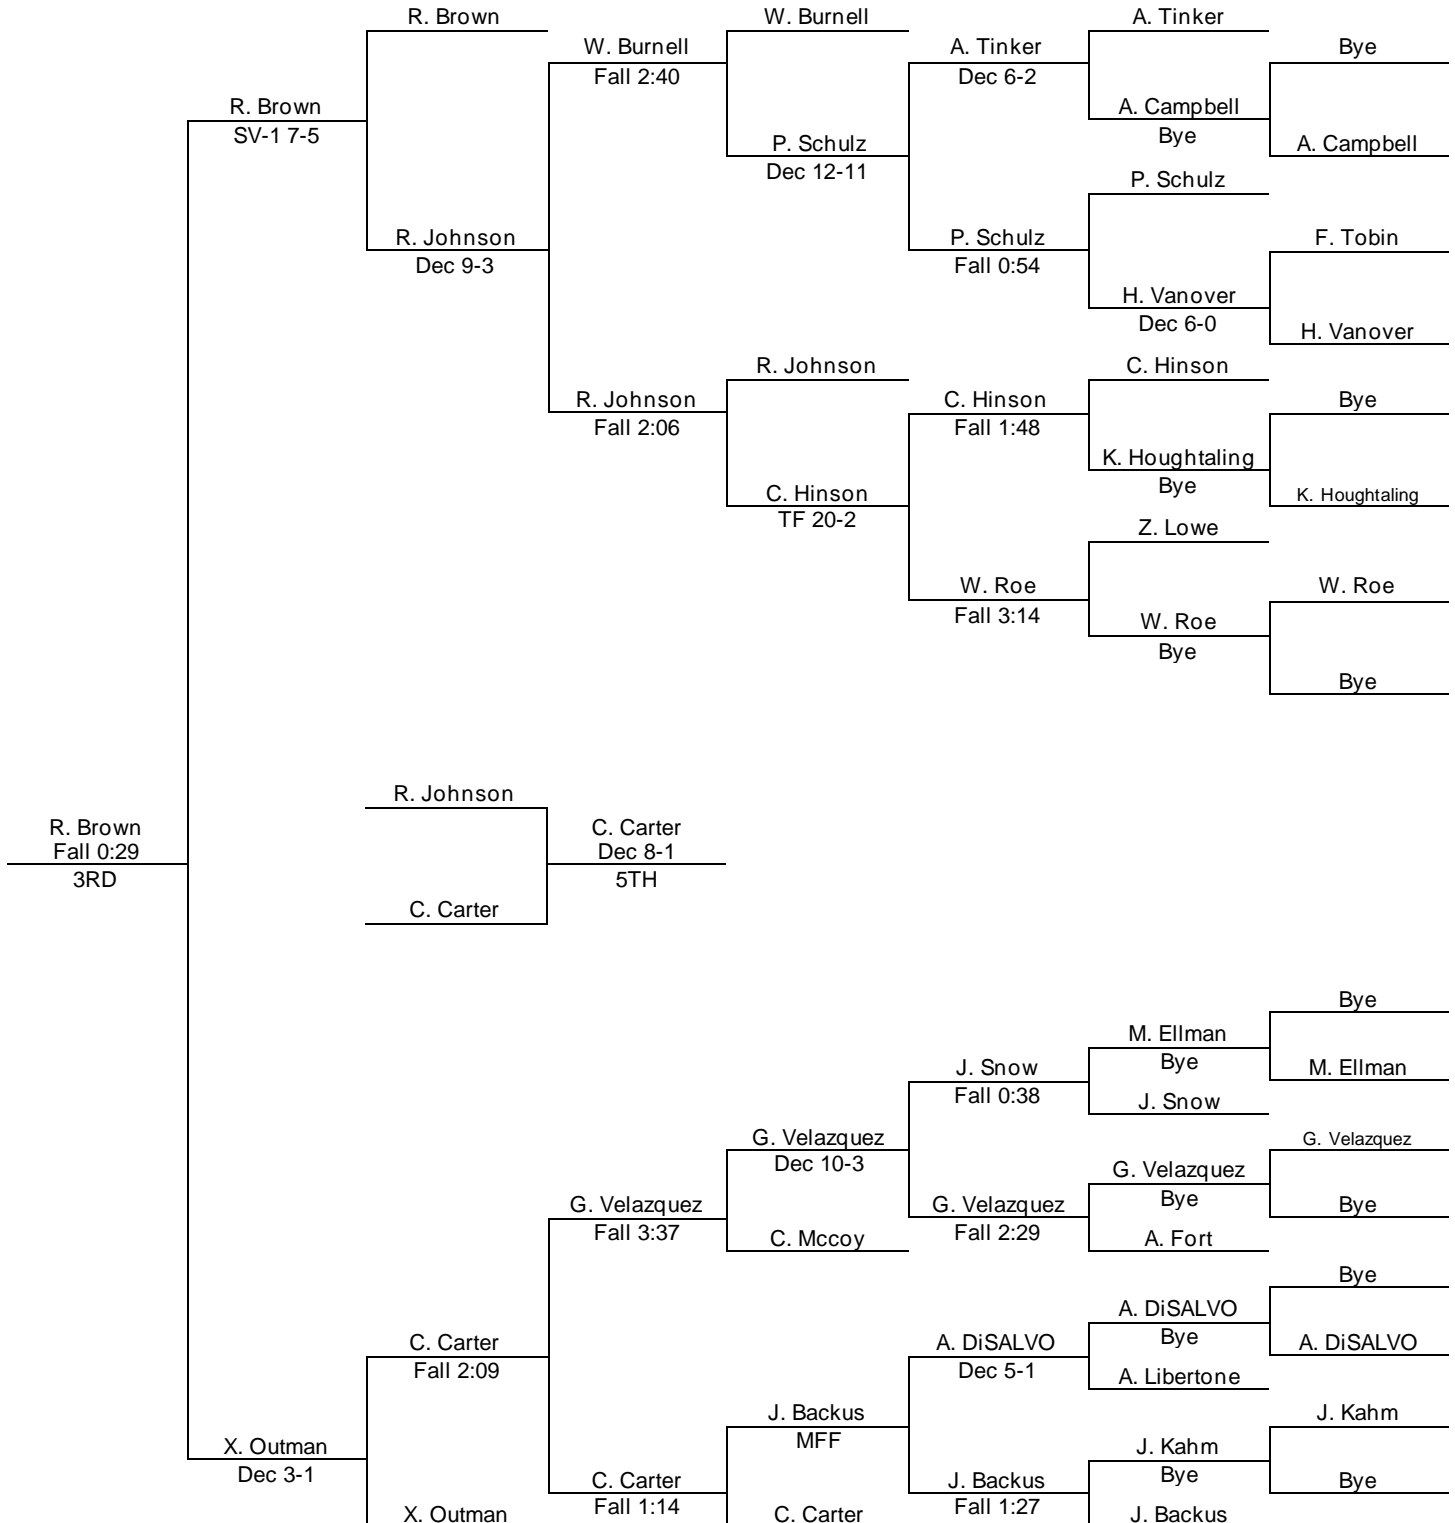 R. Brown
W. Burnell
A. Tinker
W. Burnell
Fall 2:40
A. Tinker
Dec 6-2
Bye
R. Brown
SV-1 7-5
A. Campbell
Bye
P. Schulz
Dec 12-11
A. Campbell
P. Schulz
R. Johnson
Dec 9-3
P. Schulz
Fall 0:54
F. Tobin
H. Vanover
Dec 6-0
H. Vanover
R. Johnson
C. Hinson
R. Johnson
Fall 2:06
C. Hinson
Fall 1:48
Bye
K. Houghtaling
Bye
C. Hinson
TF 20-2
K. Houghtaling
Z. Lowe
W. Roe
Fall 3:14
W. Roe
W. Roe
Bye
Bye
R. Johnson
R. Brown
Fall 0:29
3RD
C. Carter
Dec 8-1
5TH
C. Carter
Bye
M. Ellman
Bye
J. Snow
Fall 0:38
M. Ellman
J. Snow
G. Velazquez
Dec 10-3
G. Velazquez
G. Velazquez
Bye
G. Velazquez
Fall 3:37
G. Velazquez
Fall 2:29
Bye
C. Mccoy
A. Fort
Bye
A. DiSALVO
Bye
C. Carter
Fall 2:09
A. DiSALVO
Dec 5-1
A. DiSALVO
A. Libertone
J. Backus
MFF
J. Kahm
X. Outman
Dec 3-1
J. Kahm
Bye
C. Carter
Fall 1:14
J. Backus
Fall 1:27
Bye
X. Outman
C. Carter
J. Backus